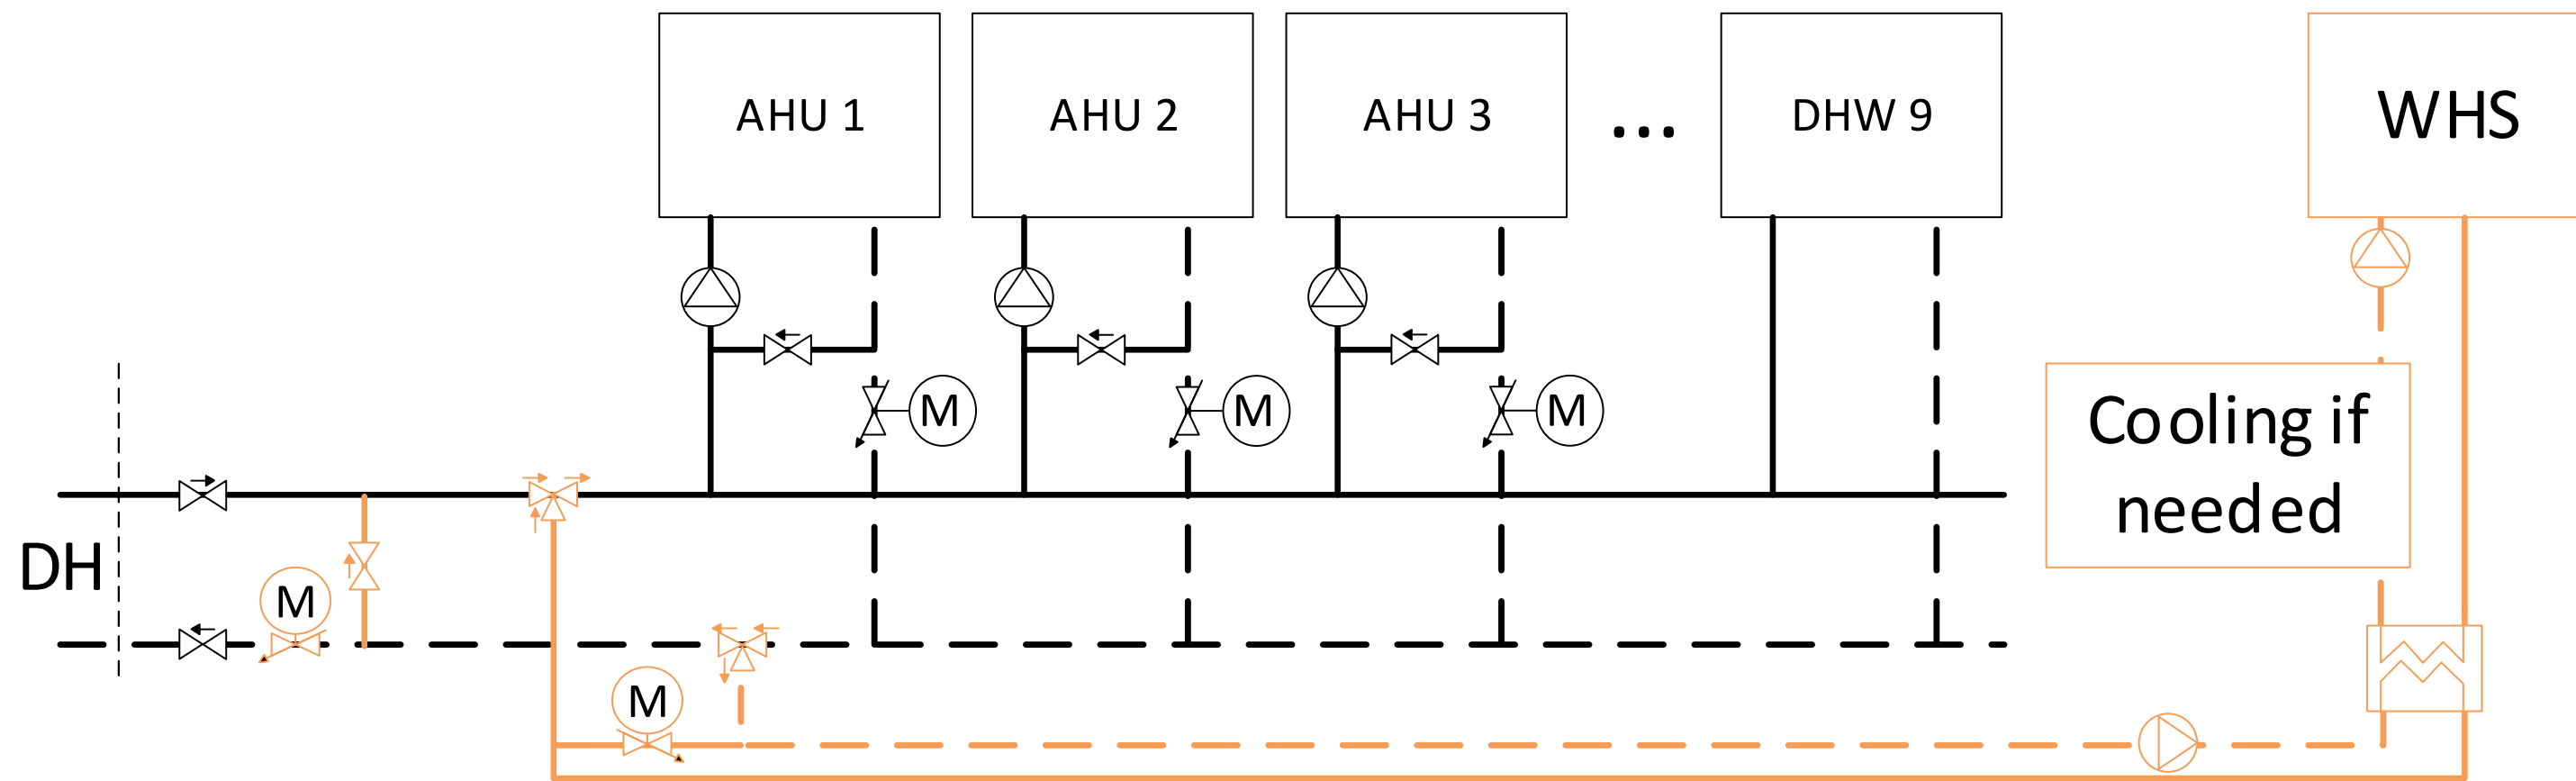 AHU 1
AHU 2
AHU 3
...
DHW 9
WHS
M
M
M
Cooling if
needed
DH
M
M